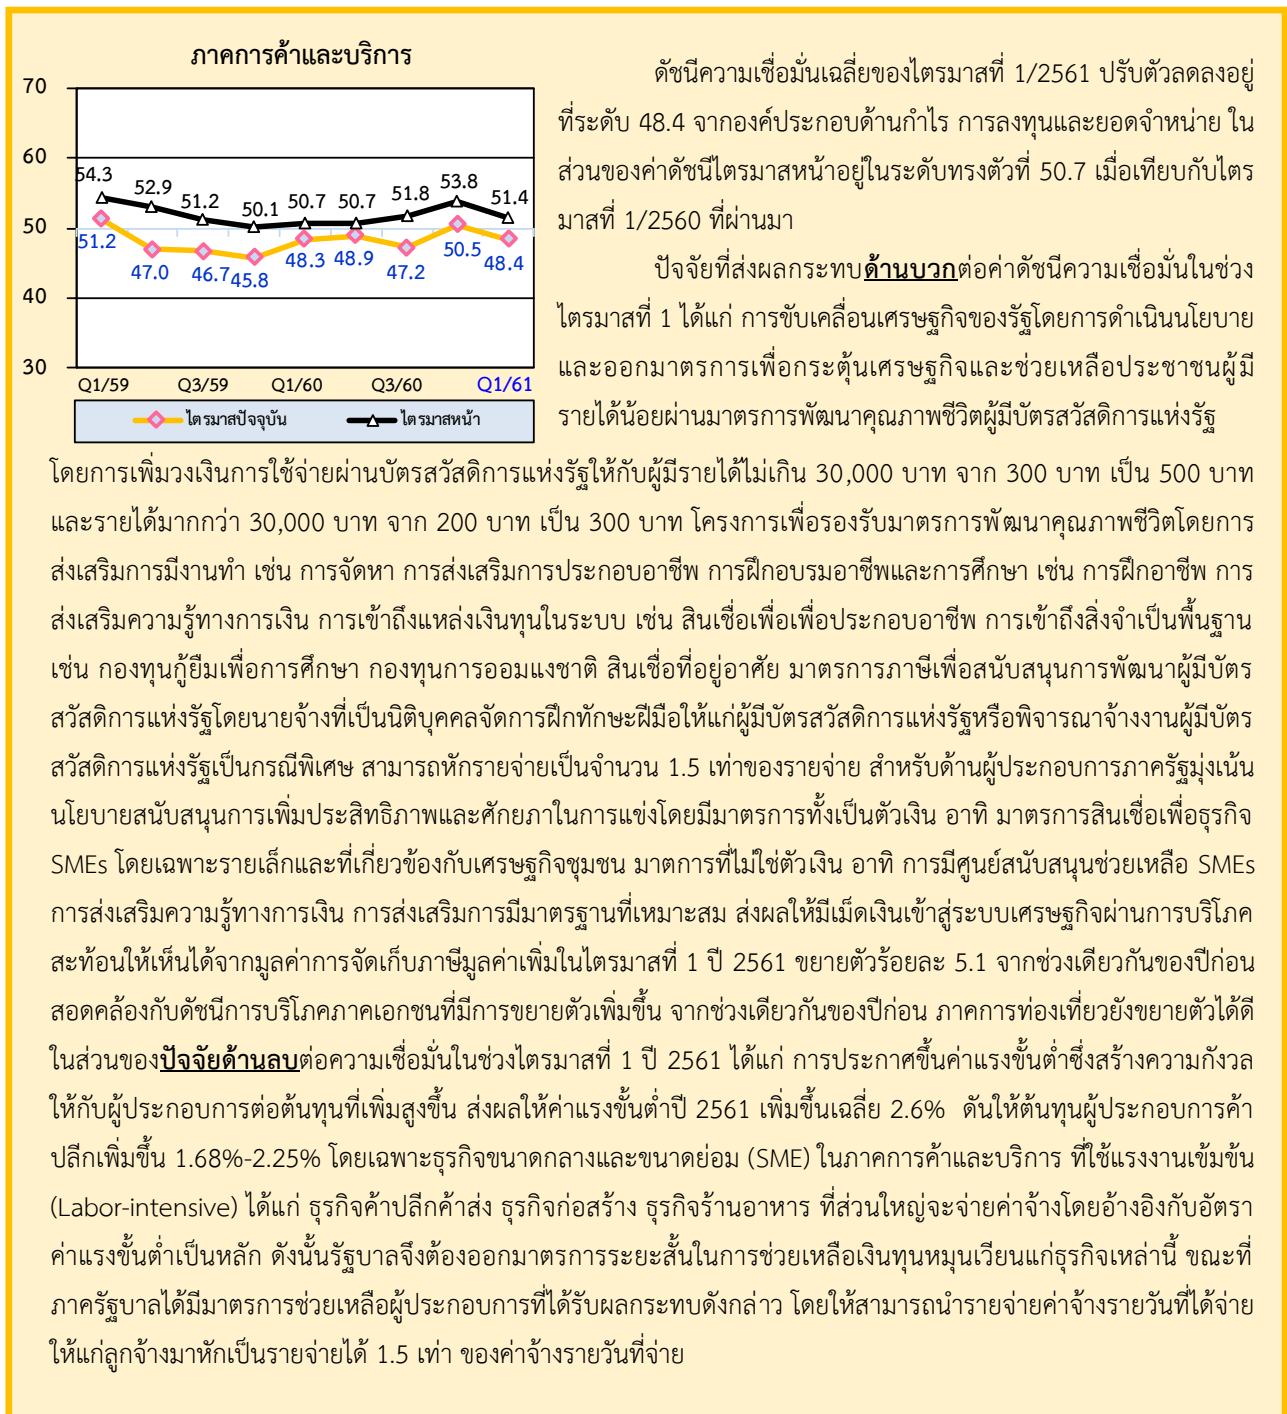 ภาคการค้าและบริการ
70
60
50
40
30
54.3
52.9
51.2
50.1
50.7
50.7
51.8
53.8
51.4
51.2
47.0
46.7
45.8
48.3
48.9
47.2
50.5
48.4
Q1/59
Q3/59
Q1/60
Q3/60
Q1/61
ไตรมาสปัจจุบัน
ไตรมาสหน้า
ดัชนีความเชื่อมั่นเฉลี่ยของไตรมาสที่ 1/2561 ปรับตัวลดลงอยู่
ที่ระดับ 48.4 จากองค์ประกอบด้านกำไร การลงทุนและยอดจำหน่าย ใน
ส่วนของค่าดัชนีไตรมาสหน้าอยู่ในระดับทรงตัวที่ 50.7 เมื่อเทียบกับไตร
มาสที่ 1/2560 ที่ผ่านมา
ปัจจัยที่ส่งผลกระทบด้านบวกต่อค่าดัชนีความเชื่อมั่นในช่วง
ไตรมาสที่ 1 ได้แก่ การขับเคลื่อนเศรษฐกิจของรัฐโดยการดำเนินนโยบาย
และออกมาตรการเพื่อกระตุ้นเศรษฐกิจและช่วยเหลือประชาชนผู้มี
รายได้น้อยผ่านมาตรการพัฒนาคุณภาพชีวิตผู้มีบัตรสวัสดิการแห่งรัฐ
โดยการเพิ่มวงเงินการใช้จ่ายผ่านบัตรสวัสดิการแห่งรัฐให้กับผู้มีรายได้ไม่เกิน 30,000 บาท จาก 300 บาท เป็น 500 บาท
และรายได้มากกว่า 30,000 บาท จาก 200 บาท เป็น 300 บาท โครงการเพื่อรองรับมาตรการพัฒนาคุณภาพชีวิตโดยการ
ส่งเสริมการมีงานทำ เช่น การจัดหา การส่งเสริมการประกอบอาชีพ การฝึกอบรมอาชีพและการศึกษา เช่น การฝึกอาชีพ การ
ส่งเสริมความรู้ทางการเงิน การเข้าถึงแหล่งเงินทุนในระบบ เช่น สินเชื่อเพื่อเพื่อประกอบอาชีพ การเข้าถึงสิ่งจำเป็นพื้นฐาน
เช่น กองทุนกู้ยืมเพื่อการศึกษา กองทุนการออมแงชาติ สินเชื่อที่อยู่อาศัย มาตรการภาษีเพื่อสนับสนุนการพัฒนาผู้มีบัตร
สวัสดิการแห่งรัฐโดยนายจ้างที่เป็นนิติบุคคลจัดการฝึกทักษะฝีมือให้แก่ผู้มีบัตรสวัสดิการแห่งรัฐหรือพิจารณาจ้างงานผู้มีบัตร
สวัสดิการแห่งรัฐเป็นกรณีพิเศษ สามารถหักรายจ่ายเป็นจำนวน 1.5 เท่าของรายจ่าย สำหรับด้านผู้ประกอบการภาครัฐมุ่งเน้น
นโยบายสนับสนุนการเพิ่มประสิทธิภาพและศักยภาในการแข่งโดยมีมาตรการทั้งเป็นตัวเงิน อาทิ มาตรการสินเชื่อเพื่อธุรกิจ
SMEs โดยเฉพาะรายเล็กและที่เกี่ยวข้องกับเศรษฐกิจชุมชน มาตการที่ไม่ใช่ตัวเงิน อาทิ การมีศูนย์สนับสนุนช่วยเหลือ SMEs
การส่งเสริมความรู้ทางการเงิน การส่งเสริมการมีมาตรฐานที่เหมาะสม ส่งผลให้มีเม็ดเงินเข้าสู่ระบบเศรษฐกิจผ่านการบริโภค
สะท้อนให้เห็นได้จากมูลค่าการจัดเก็บภาษีมูลค่าเพิ่มในไตรมาสที่ 1 ปี 2561 ขยายตัวร้อยละ 5.1 จากช่วงเดียวกันของปีก่อน
สอดคล้องกับดัชนีการบริโภคภาคเอกชนที่มีการขยายตัวเพิ่มขึ้น จากช่วงเดียวกันของปีก่อน ภาคการท่องเที่ยวยังขยายตัวได้ดี
ในส่วนของปัจจัยด้านลบต่อความเชื่อมั่นในช่วงไตรมาสที่ 1 ปี 2561 ได้แก่ การประกาศขึ้นค่าแรงขั้นต่ำซึ่งสร้างความกังวล
ให้กับผู้ประกอบการต่อต้นทุนที่เพิ่มสูงขึ้น ส่งผลให้ค่าแรงขั้นต่ำปี 2561 เพิ่มขึ้นเฉลี่ย 2.6% ดันให้ต้นทุนผู้ประกอบการค้า
ปลีกเพิ่มขึ้น 1.68%-2.25% โดยเฉพาะธุรกิจขนาดกลางและขนาดย่อม (SME) ในภาคการค้าและบริการ ที่ใช้แรงงานเข้มข้น
(Labor-intensive) ได้แก่ ธุรกิจค้าปลีกค้าส่ง ธุรกิจก่อสร้าง ธุรกิจร้านอาหาร ที่ส่วนใหญ่จะจ่ายค่าจ้างโดยอ้างอิงกับอัตรา
ค่าแรงขั้นต่ำเป็นหลัก ดังนั้นรัฐบาลจึงต้องออกมาตรการระยะสั้นในการช่วยเหลือเงินทุนหมุนเวียนแก่ธุรกิจเหล่านี้ ขณะที่
ภาครัฐบาลได้มีมาตรการช่วยเหลือผู้ประกอบการที่ได้รับผลกระทบดังกล่าว โดยให้สามารถนำรายจ่ายค่าจ้างรายวันที่ได้จ่าย
ให้แก่ลูกจ้างมาหักเป็นรายจ่ายได้ 1.5 เท่า ของค่าจ้างรายวันที่จ่าย